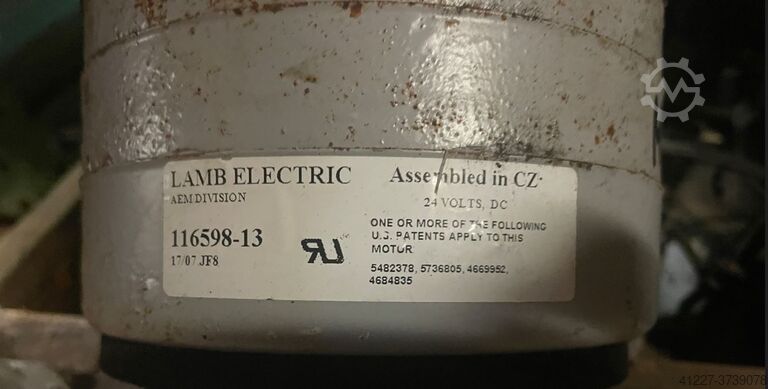 LAMB ELECTRIC
AEM DIVISION
116598-13
17/07 JF8
Assembled in CZ
24 VOLTS, DC
ONE OR MORE OF THE FOLLOWING
U.S. PATENTS APPLY TO THIS
MOTOR
5482378, 5736805, 4669952,
4684835
41227-3739078